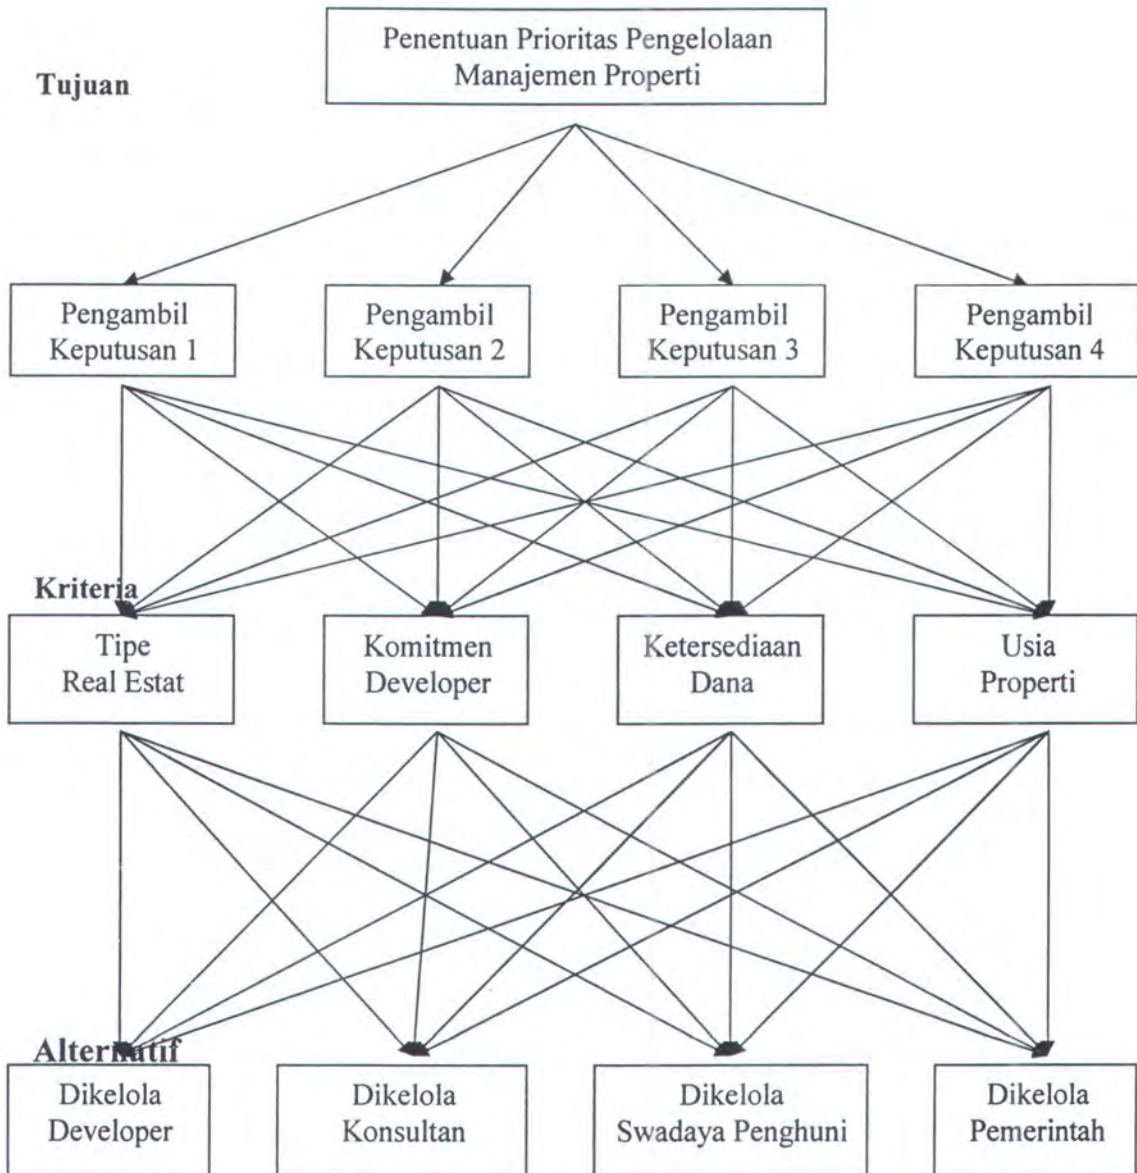 Penentuan Prioritas Pengelolaan
Manajemen Properti
Tujuan
Pengambil
Keputusan 1
Pengambil
Keputusan 2
Pengambil
Keputusan 3
Pengambil
Keputusan 4
Kriteria
Tipe
Real Estat
Komitmen
Developer
Ketersediaan
Dana
Usia
Properti
Alternatif
Dikelola
Developer
Dikelola
Konsultan
Dikelola
Swadaya Penghuni
Dikelola
Pemerintah